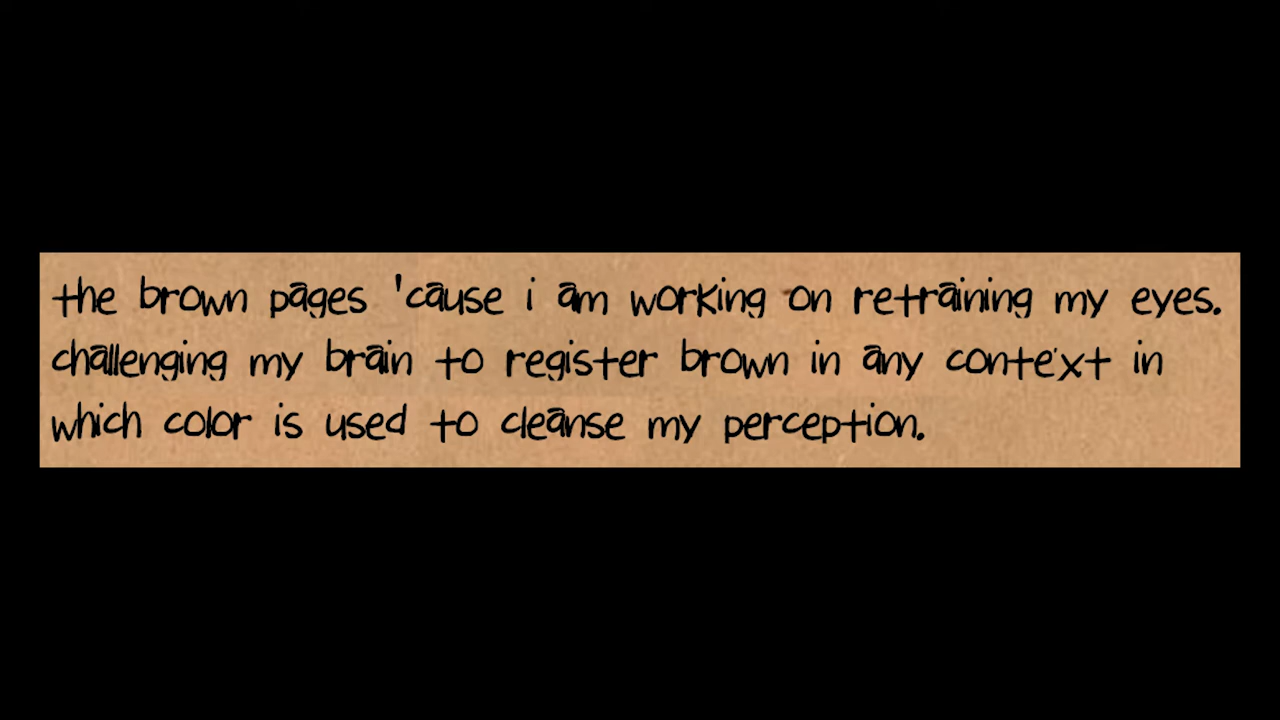 the brown pages 'cause i am working on retraining my eyes.
challenging my brain to register brown in any context in
which color is used to cleanse my perception.